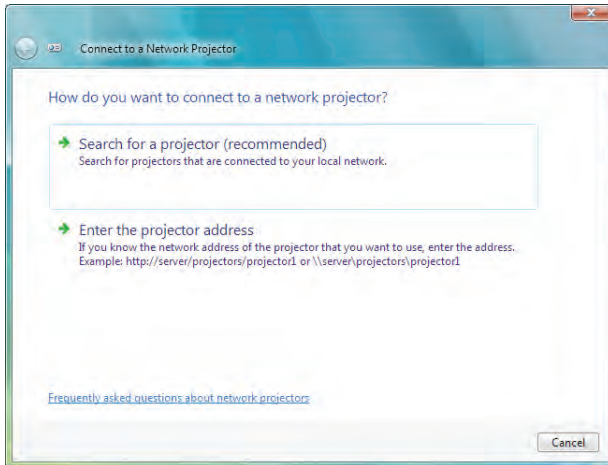 Connect to a Network Projector
How do you want to connect to a network projector?
Search for a projector (recommended)
Search for projectors that are connected to your local network.
Enter the projector address
If you know the network address of the projector that you want to use, enter the address.
Example: http://server/projectors/projector1 or \\server\projectors\projector1
Frequently asked questions about network projectors
Cancel